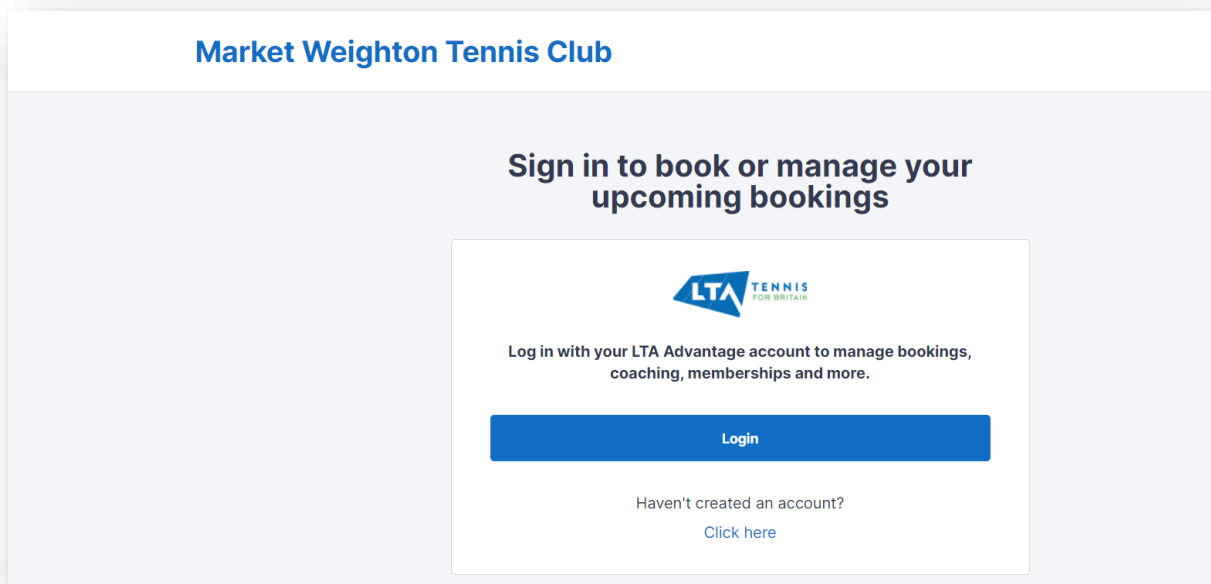 Market Weighton Tennis Club
Sign in to book or manage your
upcoming bookings
LTA TENNIS
FOR BRITAIN
Log in with your LTA Advantage account to manage bookings,
coaching, memberships and more.
Login
Haven't created an account?
Click here